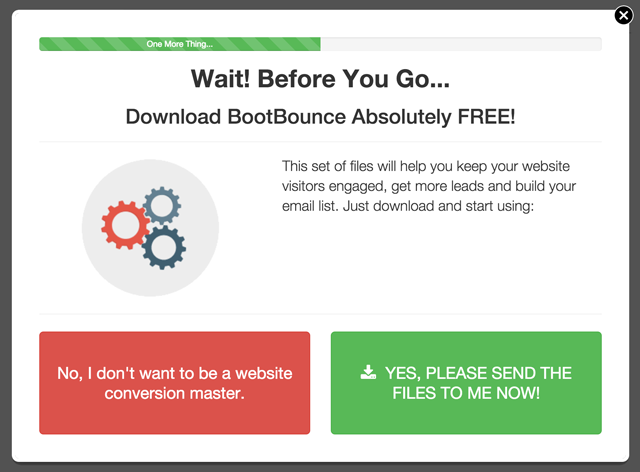 One More Thing...
Wait! Before You Go...
Download BootBounce Absolutely FREE!
This set of files will help you keep your website
visitors engaged, get more leads and build your
email list. Just download and start using:
No, I don't want to be a website
conversion master.
YES, PLEASE SEND THE
FILES TO ME NOW!